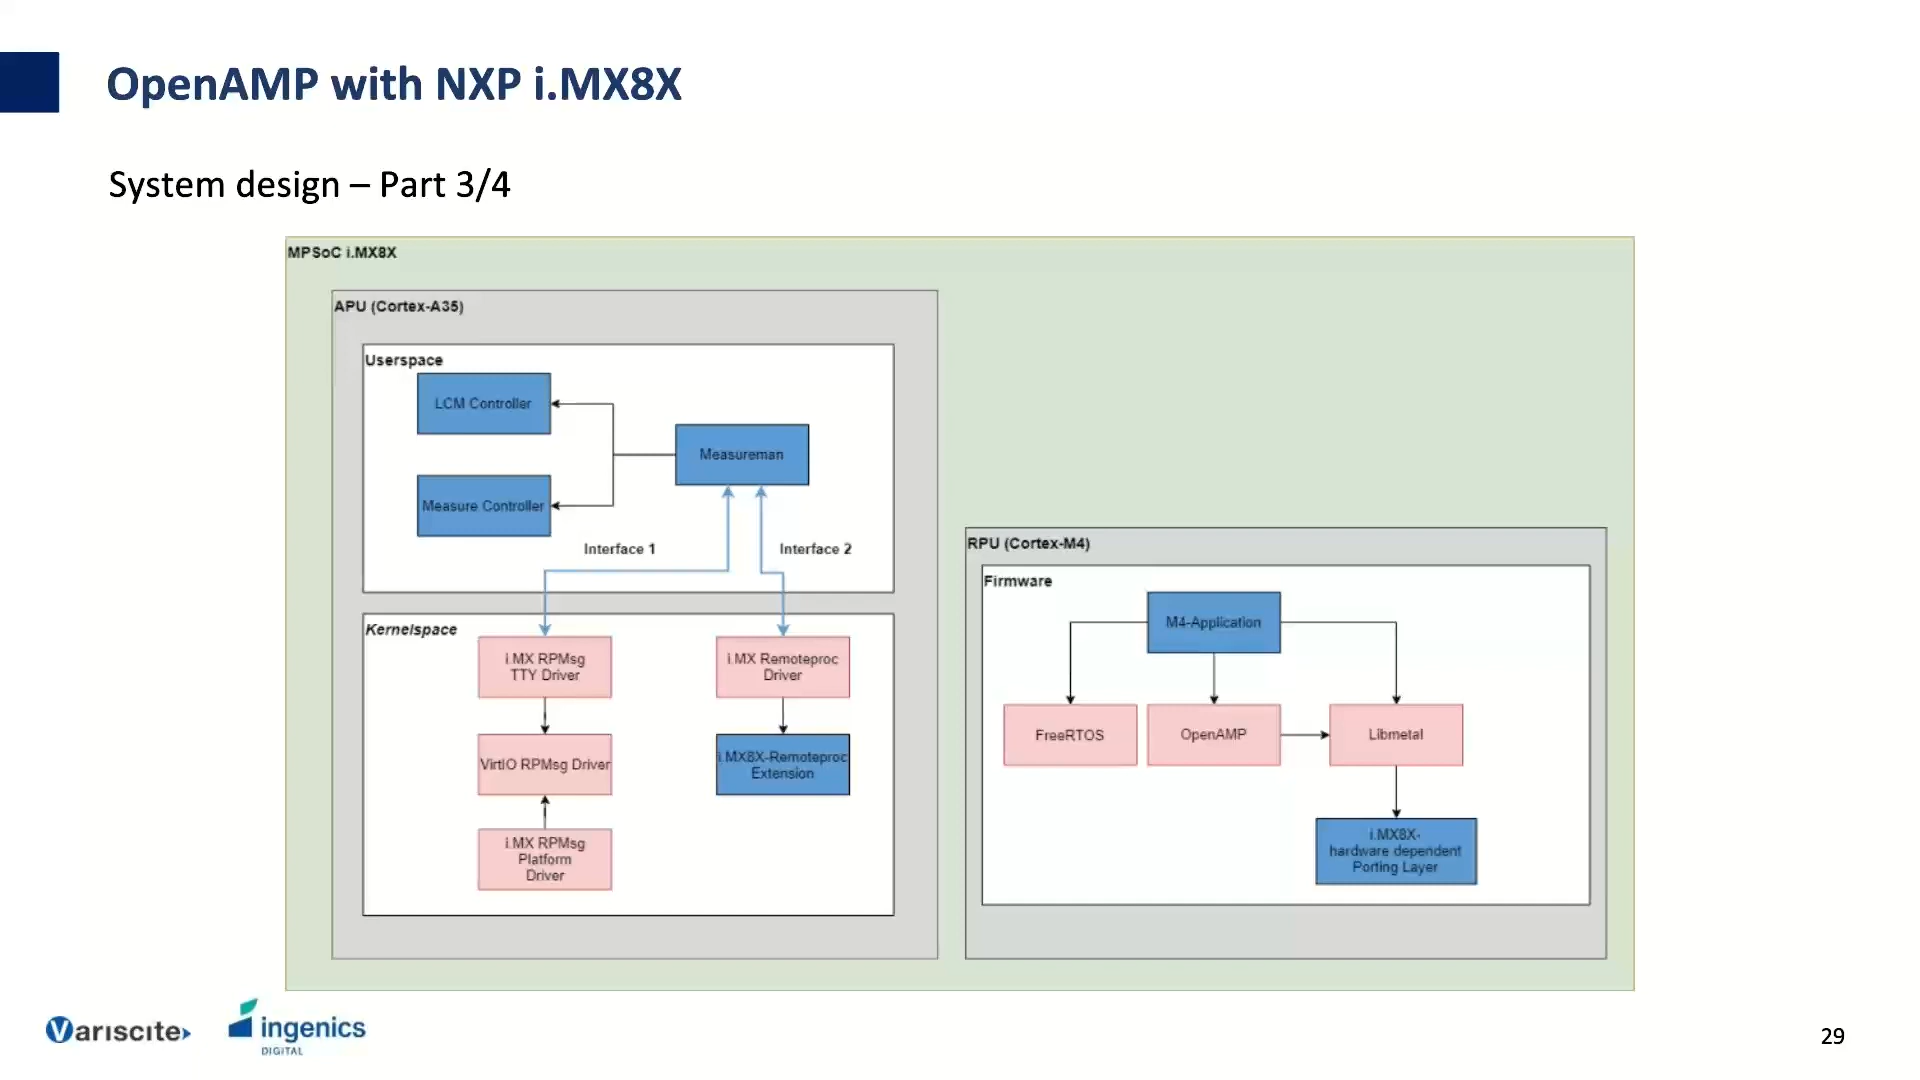 OpenAMP with NXP i.MX8X
System design – Part 3/4
MPSoC i.MX8X
APU (Cortex-A35)
Userspace
LCM Controller
Measureman
Measure Controller
Interface 1
Interface 2
Kernelspace
i.MX RPMsg
TTY Driver
i.MX Remoteproc
Driver
VirtIO RPMsg Driver
i.MX8X-Remoteproc
Extension
i.MX RPMsg
Platform
Driver
RPU (Cortex-M4)
Firmware
M4-Application
FreeRTOS
OpenAMP
Libmetal
i.MX8X-
hardware dependent
Porting Layer
Variscite
ingenics
DIGITAL
29